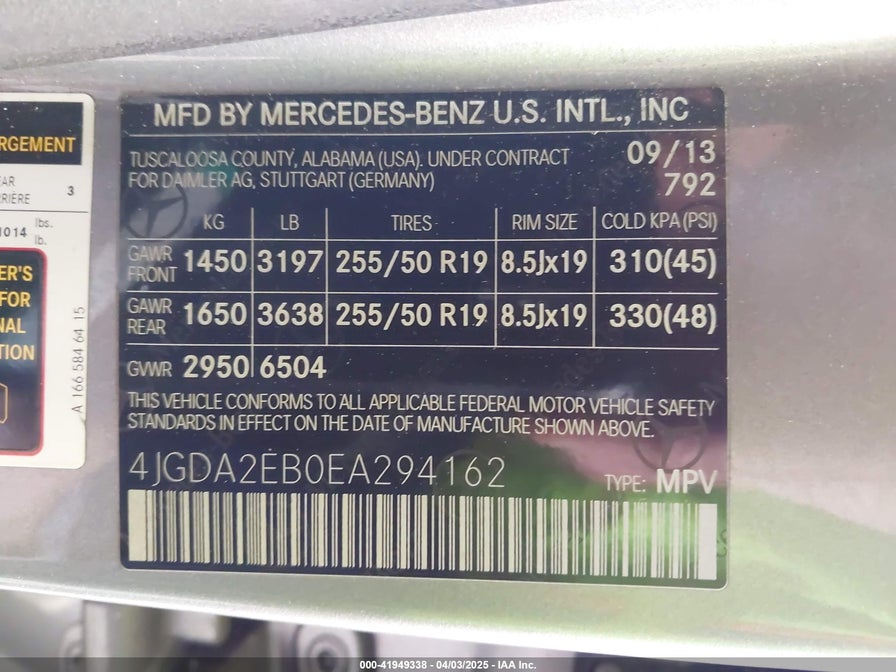 RGEMENT
AR
RRIÈRE 3
1014 lbs.
lb.
ER'S
FOR
NAL
TION
A 166 584 64 15
MFD BY MERCEDES-BENZ U.S. INTL., INC
TUSCALOOSA COUNTY, ALABAMA (USA). UNDER CONTRACT 09/13
FOR DAIMLER AG, STUTTGART (GERMANY) 792
KG LB TIRES RIM SIZE COLD KPA (PSI)
GAWR FRONT 1450 3197 255/50 R19 8.5Jx19 310(45)
GAWR REAR 1650 3638 255/50 R19 8.5Jx19 330(48)
GVWR 2950 6504
THIS VEHICLE CONFORMS TO ALL APPLICABLE FEDERAL MOTOR VEHICLE SAFETY
STANDARDS IN EFFECT ON THE DATE OF MANUFACTURE SHOWN ABOVE.
4JGDA2EB0EA294162 TYPE: MPV
000-41949338 - 04/03/2025 - IAA Inc.